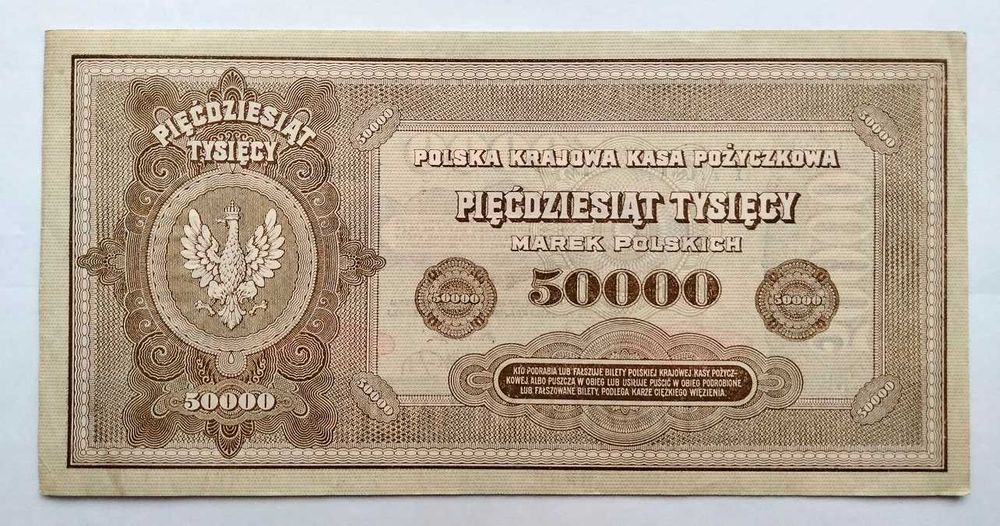 PIĘĆDZIESIĄT
TYSIĘCY
50000
50000
50000
POLSKA KRAJOWA KASA POŻYCZKOWA
PIĘĆDZIESIĄT TYSIĘCY
MAREK POLSKICH
50000
50000
50000
KTO PODRABIA LUB FAŁSZUJE BILETY POLSKIEJ KRAJOWEJ KASY POŻYCZ-
KOWEJ ALBO PUSZCZA W OBIEG LUB USIŁUJE PUŚCIĆ W OBIEG PODROBIONE
LUB FAŁSZOWANE BILETY, PODLEGA KARZE CIĘŻKIEGO WIĘZIENIA.
50000
50000